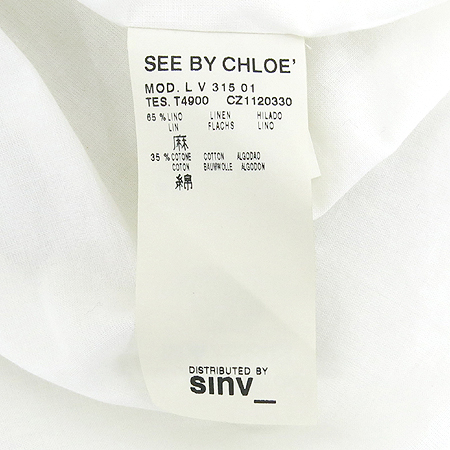 SEE BY CHLOE'
MOD. L V 315 01
TES. T4900 CZ1120330
65% LINO LINEN HILADO
LIN FLACHS LINO
麻
35% COTONE COTTON ALGODAO
COTON BAUMWOLLE ALGODON
綿
DISTRIBUTED BY
sinv_